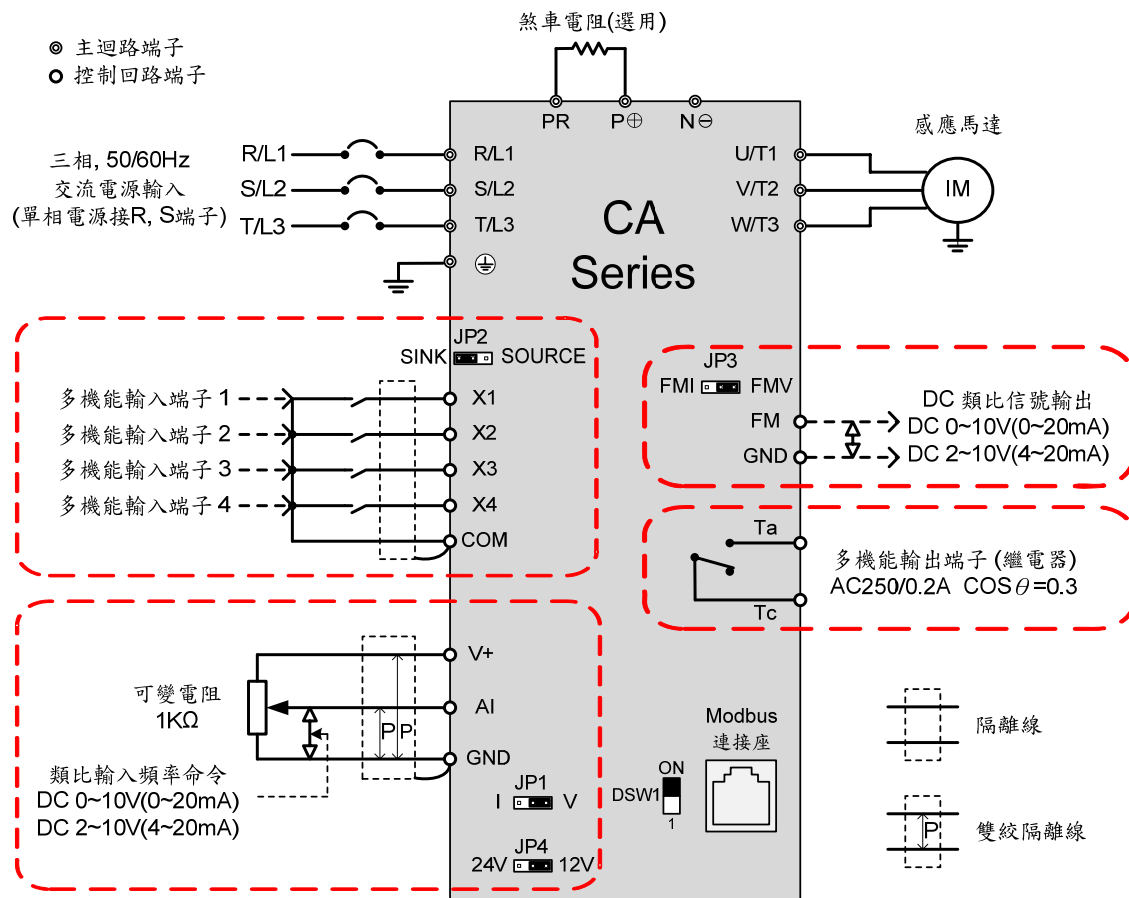 煞車電阻(選用)
◎ 主迴路端子
○ 控制回路端子
PR
P⊕
N⊖
感應馬達
三相, 50/60Hz
交流電源輸入
(單相電源接R, S端子)
R/L1
S/L2
T/L3
R/L1
S/L2
T/L3
U/T1
V/T2
W/T3
IM
CA
Series
JP2
SINK
SOURCE
多機能輸入端子 1
多機能輸入端子 2
多機能輸入端子 3
多機能輸入端子 4
X1
X2
X3
X4
COM
JP3
FMI
FMV
FM
GND
DC 類比信號輸出
DC 0~10V(0~20mA)
DC 2~10V(4~20mA)
Ta
Tc
多機能輸出端子 (繼電器)
AC250/0.2A COSθ=0.3
V+
AI
GND
P
P
可變電阻
1KΩ
類比輸入頻率命令
DC 0~10V(0~20mA)
DC 2~10V(4~20mA)
JP1
I
V
JP4
24V
12V
Modbus
連接座
ON
DSW1
1
隔離線
P
雙絞隔離線